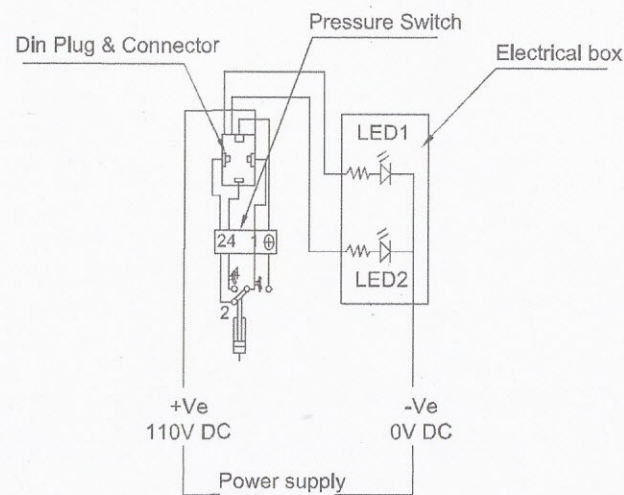 Pressure Switch
Din Plug & Connector
Electrical box
LED1
24 1
4
2
LED2
+Ve
110V DC
-Ve
0V DC
Power supply